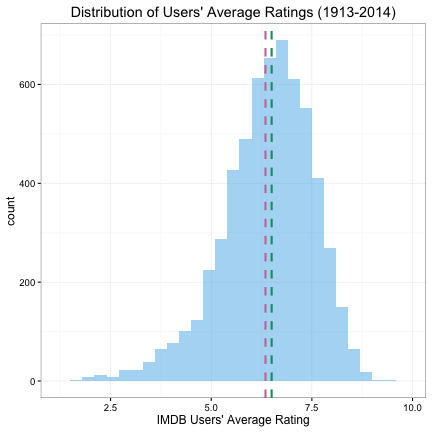 Distribution of Users' Average Ratings (1913-2014)
600
400
200
0
count
2.5 5.0 7.5 10.0
IMDB Users' Average Rating